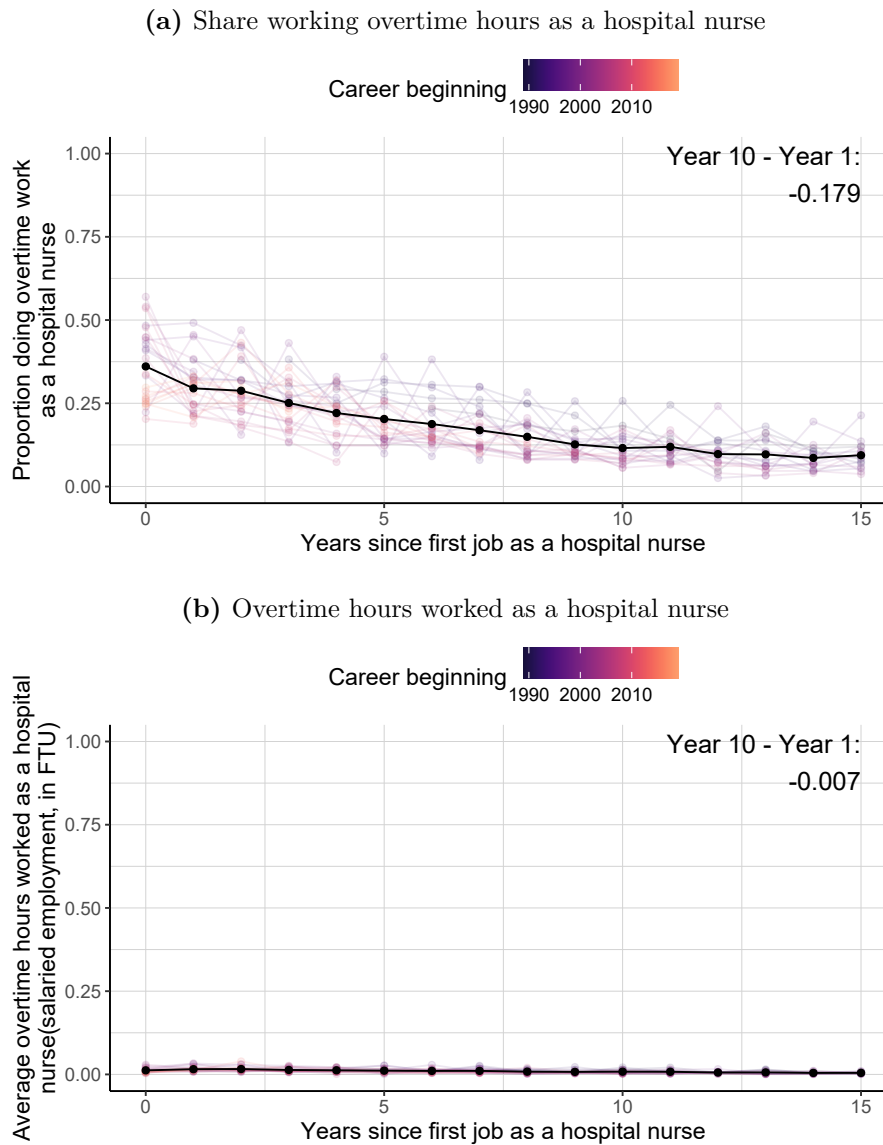 (a) Share working overtime hours as a hospital nurse
Career beginning
1990 2000 2010
Year 10 - Year 1:
-0.179
Proportion doing overtime work
as a hospital nurse
1.00
0.75
0.50
0.25
0.00
0 5 10 15
Years since first job as a hospital nurse
(b) Overtime hours worked as a hospital nurse
Career beginning
1990 2000 2010
Year 10 - Year 1:
-0.007
Average overtime hours worked as a hospital
nurse(salaried employment, in FTU)
1.00
0.75
0.50
0.25
0.00
0 5 10 15
Years since first job as a hospital nurse